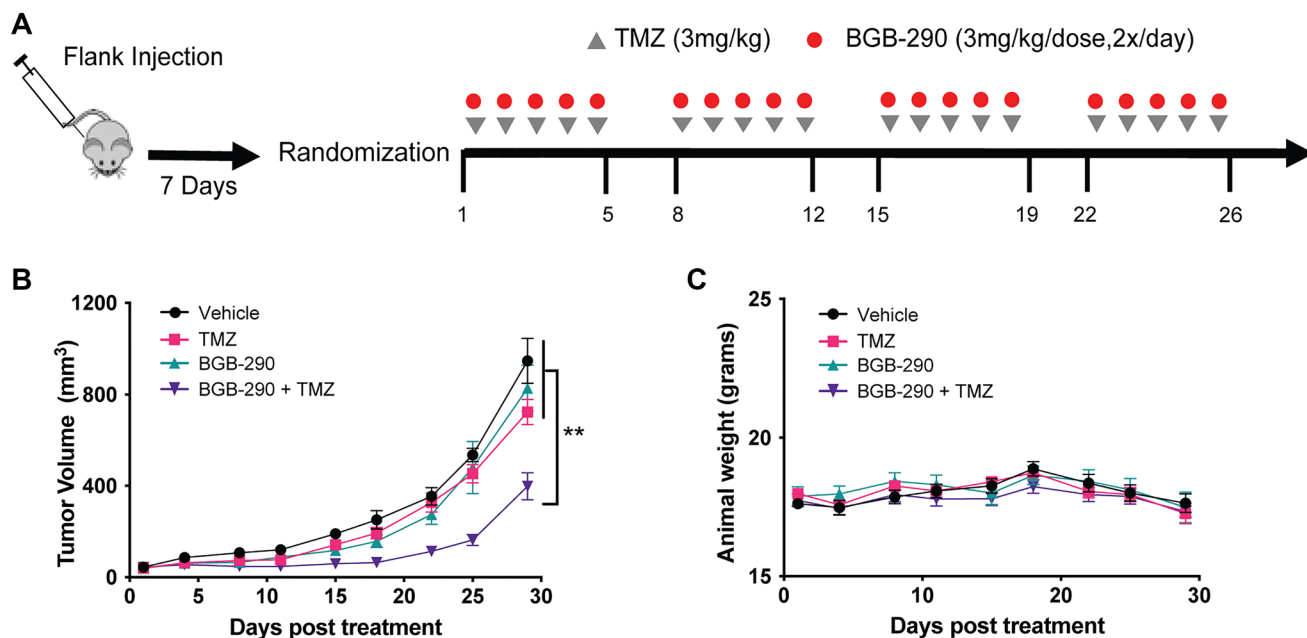 A
Flank Injection
7 Days
Randomization
TMZ (3mg/kg) BGB-290 (3mg/kg/dose,2x/day)
1 5 8 12 15 19 22 26
B
Tumor Volume (mm³)
1200
800
400
0
Vehicle
TMZ
BGB-290
BGB-290 + TMZ
**
0 5 10 15 20 25 30
Days post treatment
C
Animal weight (grams)
25
20
15
Vehicle
TMZ
BGB-290
BGB-290 + TMZ
0 10 20 30
Days post treatment